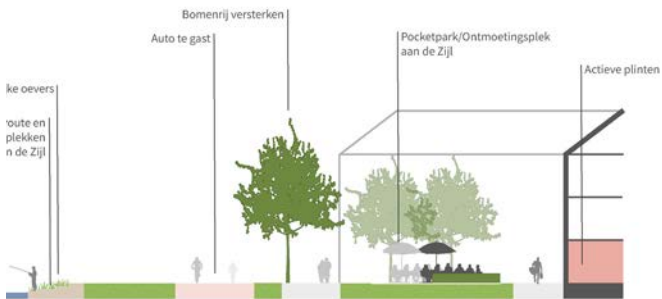 Bomenrij versterken
Auto te gast
Pocketpark/Ontmoetingsplek
aan de Zijl
Actieve plinten
ke oevers
route en
plekken
n de Zijl